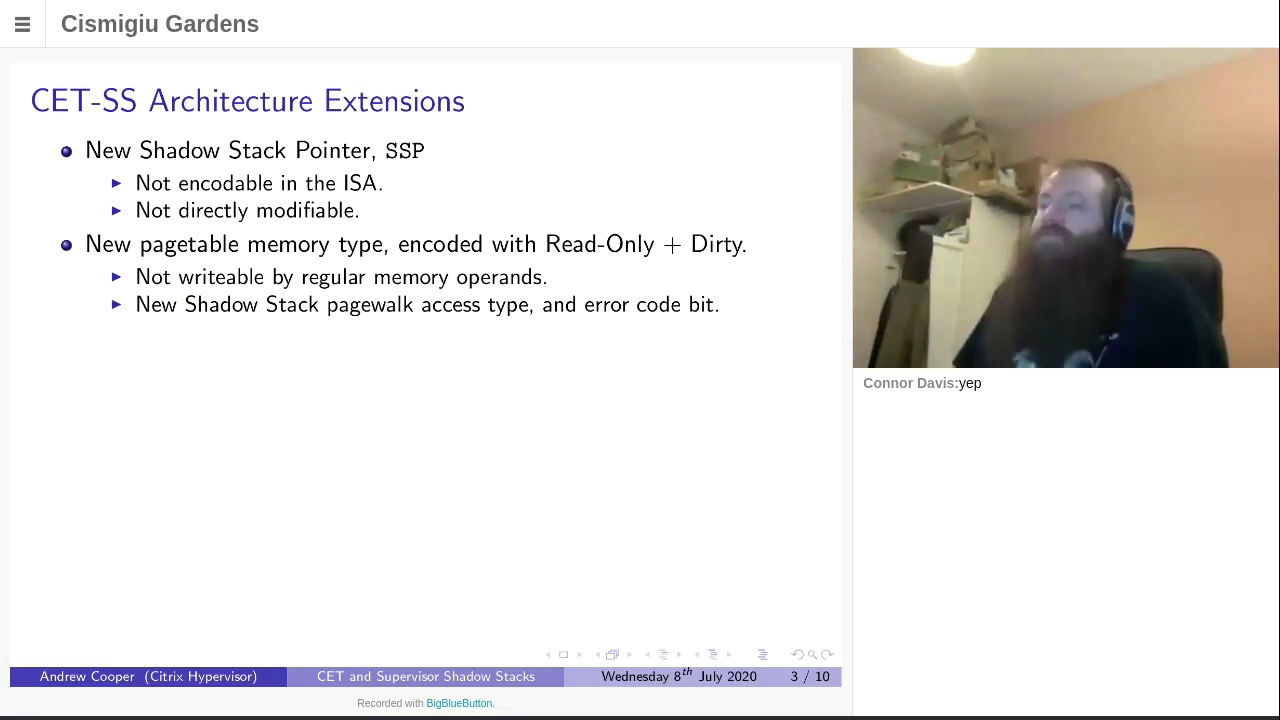 Cismigiu Gardens
CET-SS Architecture Extensions
New Shadow Stack Pointer, SSP
Not encodable in the ISA.
Not directly modifiable.
New pagetable memory type, encoded with Read-Only + Dirty.
Not writeable by regular memory operands.
New Shadow Stack pagewalk access type, and error code bit.
Andrew Cooper (Citrix Hypervisor) CET and Supervisor Shadow Stacks Wednesday 8th July 2020 3 / 10
Recorded with BigBlueButton.
Connor Davis:yep